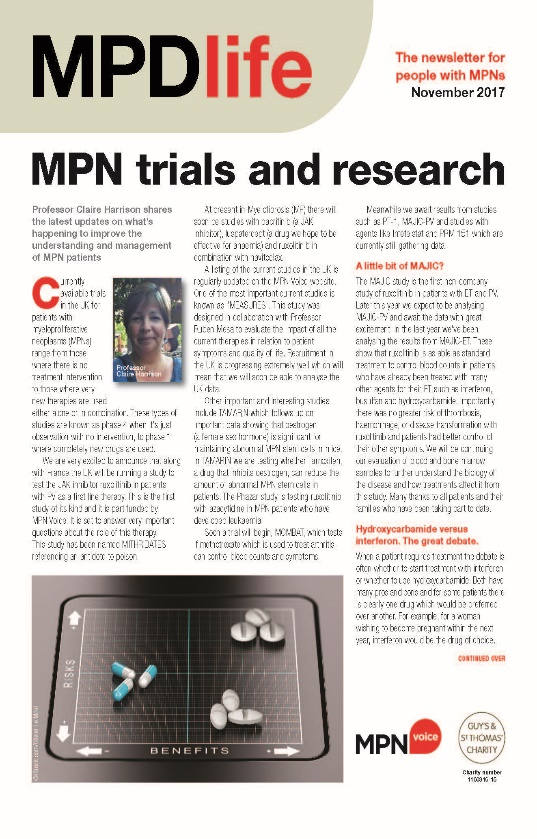 MPDlife
The newsletter for
people with MPNs
November 2017
MPN trials and research
Professor Claire Harrison shares
the latest updates on what's
happening to improve the
understanding and management
of MPN patients
Currently
available trials
in the UK for
patients with
myeloproliferative
neoplasms (MPNs)
range from those
where there is no
treatment intervention
to those where very
new therapies are used
either alone or in combination. These types of
studies are known as phase 4 when it's just
observation with no intervention, to phase 1
where completely new drugs are used.
We are very excited to announce that along
with France the UK will be running a study to
test the JAK inhibitor ruxolitinib in patients
with PV as a first line therapy. This is the first
study of its kind and it is part funded by
MPN Voice. It is set to answer very important
questions about the role of this therapy.
This study has been named MITHRIDATES
referencing an antidote to poison.
Professor
Claire Harrison
At present in Myelofibrosis (MF) there will
soon be studies with pacritinib (a JAK
inhibitor), luspatercept (a drug we hope to be
effective for anaemia) and ruxolitinib in
combination with navitoclax.
A listing of the current studies in the UK is
regularly updated on the MPN Voice website.
One of the most important current studies is
known as "MEASURES". This study was
designed in collaboration with Professor
Ruben Mesa to evaluate the impact of all the
current therapies in relation to patient
symptoms and quality of life. Recruitment in
the UK is progressing extremely well which will
mean that we will soon be able to analyse the
UK data.
Other important and interesting studies
include TAMARIN which follows up on
important data showing that oestrogen
(a female sex hormone) is significant for
maintaining abnormal MPN stem cells in mice.
In TAMARIN we are testing whether Tamoxifen,
a drug that inhibits oestrogen, can reduce the
amount of abnormal MPN stem cells in
patients. The Phazar study is testing ruxolitinib
with azacytidine in MPN patients who have
developed leukaemia.
Soon a trial will begin, MOMBAT, which tests
if methotrexate which is used to treat arthritis
can control blood counts and symptoms.
Meanwhile we await results from studies
such as PT-1, MAJIC-PV and studies with
agents like Imetelstat and PRM 151 which are
currently still gathering data.
A little bit of MAJIC?
The MAJIC study is the first non-company
study of ruxolitinib in patients with ET and PV.
Later this year we expect to be analysing
MAJIC-PV and await the data with great
excitement. In the last year we've been
analysing the results from MAJIC-ET. These
show that ruxolitinib is as able as standard
treatment to control blood counts in patients
who have already been treated with many
other agents for their ET such as interferon,
busulfan and hydroxycarbamide. Importantly
there was no greater risk of thrombosis,
haemorrhage, or disease transformation with
ruxolitinib and patients had better control of
their other symptoms. We will be continuing
our evaluation of blood and bone marrow
samples to further understand the biology of
the disease and how treatments affect it from
this study. Many thanks to all patients and their
families who have been taking part to date.
Hydroxycarbamide versus
interferon. The great debate.
When a patient requires treatment the debate is
often whether to start treatment with interferon
or whether to use hydroxycarbamide. Both have
many pros and cons and for some patients there
is clearly one drug which would be preferred
over another. For example, for a woman
wishing to become pregnant within the next
year, interferon would be the drug of choice.
CONTINUED OVER
RISKS
BENEFITS
MPN voice
GUY'S &
ST THOMAS'
CHARITY
Charity number